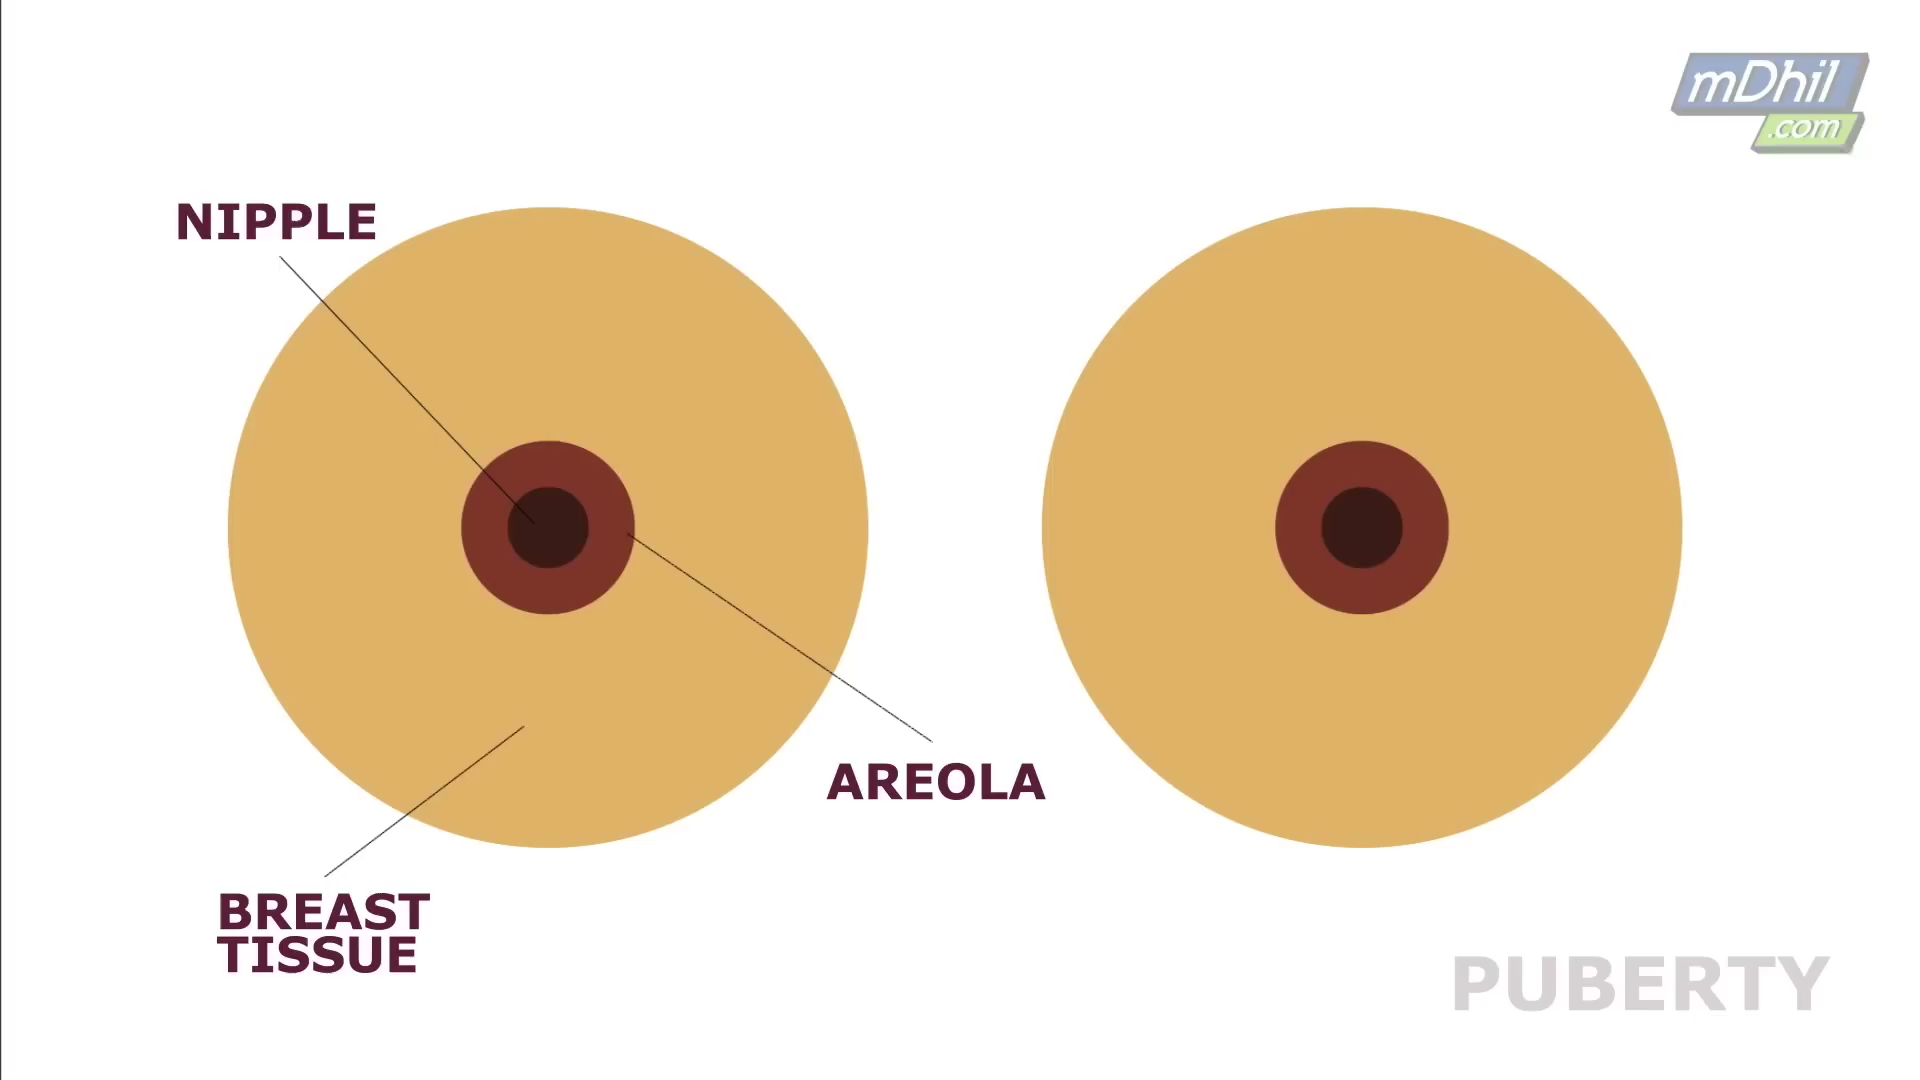 mDhil
.com
NIPPLE
AREOLA
BREAST
TISSUE
PUBERTY